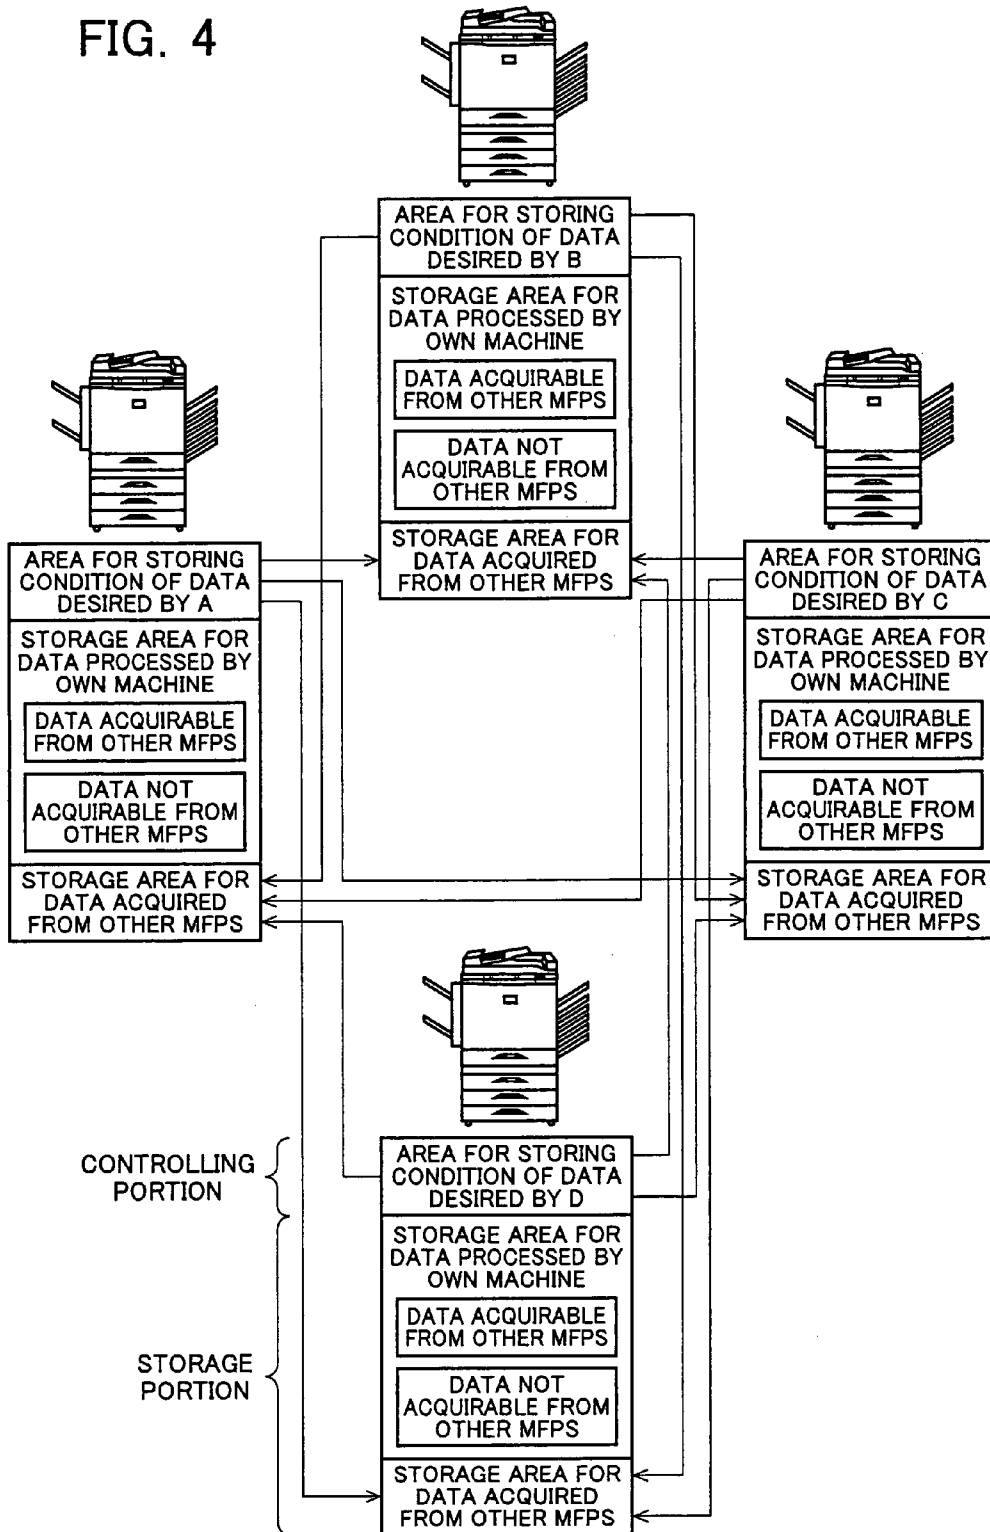 FIG. 4
AREA FOR STORING
CONDITION OF DATA
DESIRED BY B
STORAGE AREA FOR
DATA PROCESSED BY
OWN MACHINE
DATA ACQUIRABLE
FROM OTHER MFPS
DATA NOT
ACQUIRABLE FROM
OTHER MFPS
STORAGE AREA FOR
DATA ACQUIRED
FROM OTHER MFPS
AREA FOR STORING
CONDITION OF DATA
DESIRED BY A
STORAGE AREA FOR
DATA PROCESSED BY
OWN MACHINE
DATA ACQUIRABLE
FROM OTHER MFPS
DATA NOT
ACQUIRABLE FROM
OTHER MFPS
STORAGE AREA FOR
DATA ACQUIRED
FROM OTHER MFPS
AREA FOR STORING
CONDITION OF DATA
DESIRED BY C
STORAGE AREA FOR
DATA PROCESSED BY
OWN MACHINE
DATA ACQUIRABLE
FROM OTHER MFPS
DATA NOT
ACQUIRABLE FROM
OTHER MFPS
STORAGE AREA FOR
DATA ACQUIRED
FROM OTHER MFPS
CONTROLLING
PORTION
STORAGE
PORTION
AREA FOR STORING
CONDITION OF DATA
DESIRED BY D
STORAGE AREA FOR
DATA PROCESSED BY
OWN MACHINE
DATA ACQUIRABLE
FROM OTHER MFPS
DATA NOT
ACQUIRABLE FROM
OTHER MFPS
STORAGE AREA FOR
DATA ACQUIRED
FROM OTHER MFPS